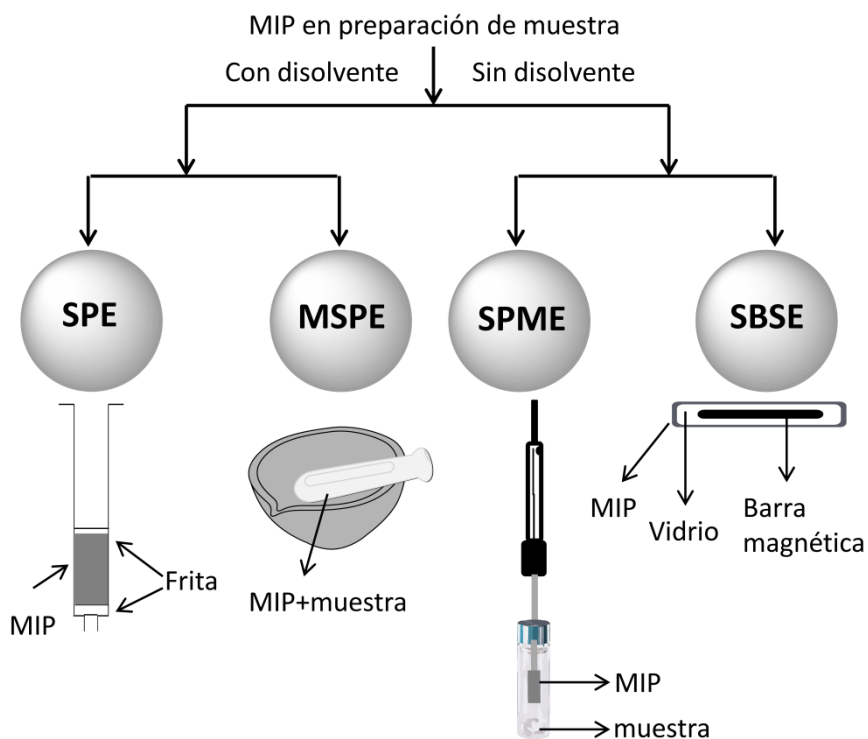 MIP en preparación de muestra
Con disolvente
Sin disolvente
SPE
MSPE
SPME
SBSE
MIP
Frita
MIP+muestra
MIP
muestra
MIP
Vidrio
Barra
magnética